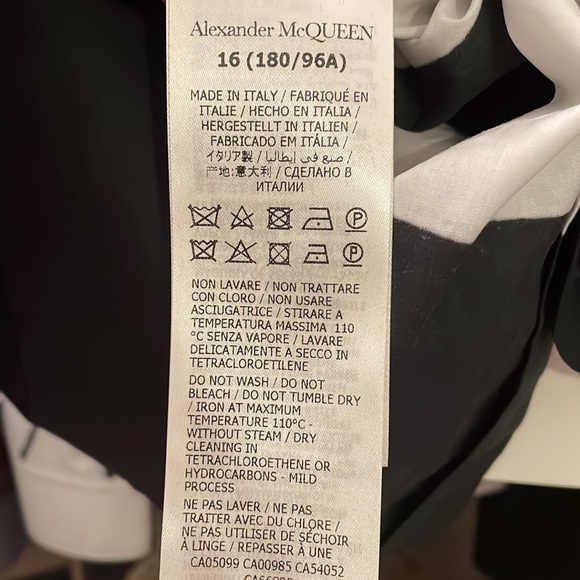 Alexander McQUEEN
16 (180/96A)
MADE IN ITALY / FABRIQUÉ EN
ITALIE / HECHO EN ITALIA /
HERGESTELLT IN ITALIEN /
FABRICADO EM ITÁLIA /
イタリア製 / صنع في إيطاليا /
产地:意大利 / СДЕЛАНО В
ИТАЛИИ
P
P
NON LAVARE / NON TRATTARE
CON CLORO / NON USARE
ASCIUGATRICE / STIRARE A
TEMPERATURA MASSIMA 110
°C SENZA VAPORE / LAVARE
DELICATAMENTE A SECCO IN
TETRACLOROETILENE
DO NOT WASH / DO NOT
BLEACH / DO NOT TUMBLE DRY
/ IRON AT MAXIMUM
TEMPERATURE 110°C -
WITHOUT STEAM / DRY
CLEANING IN
TETRACHLOROETHENE OR
HYDROCARBONS - MILD
PROCESS
NE PAS LAVER / NE PAS
TRAITER AVEC DU CHLORE /
NE PAS UTILISER DE SÉCHOIR
À LINGE / REPASSER À UNE
CA05099 CA00985 CA54052